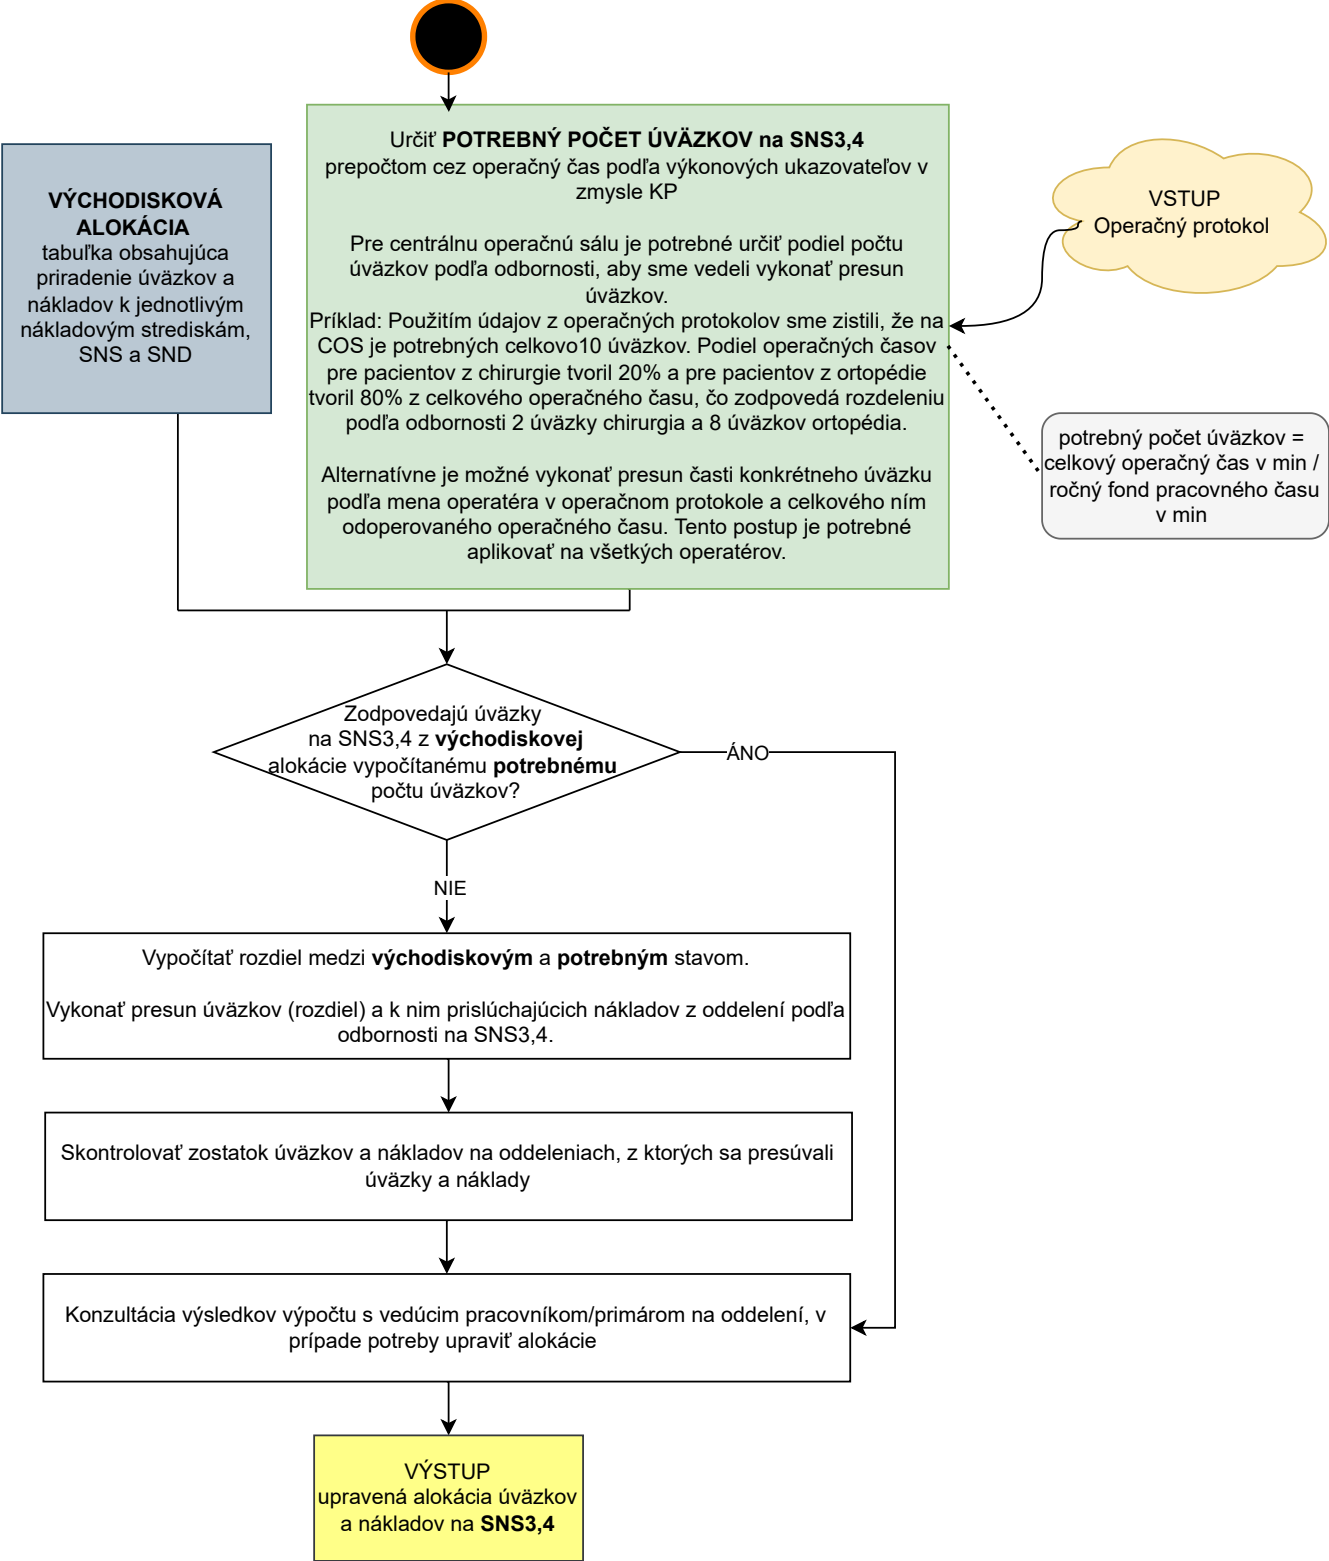 Určiť POTREBNÝ POČET ÚVÄZKOV na SNS3,4
prepočtom cez operačný čas podľa výkonových ukazovateľov v
zmysle KP
Pre centrálnu operačnú sálu je potrebné určiť podiel počtu
úväzkov podľa odbornosti, aby sme vedeli vykonať presun
úväzkov.
Príklad: Použitím údajov z operačných protokolov sme zistili, že na
COS je potrebných celkovo10 úväzkov. Podiel operačných časov
pre pacientov z chirurgie tvoril 20% a pre pacientov z ortopédie
tvoril 80% z celkového operačného času, čo zodpovedá rozdeleniu
podľa odbornosti 2 úväzky chirurgia a 8 úväzkov ortopédia.
Alternatívne je možné vykonať presun časti konkrétneho úväzku
podľa mena operatéra v operačnom protokole a celkového ním
odoperovaného operačného času. Tento postup je potrebné
aplikovať na všetkých operatérov.
VÝCHODISKOVÁ
ALOKÁCIA
tabuľka obsahujúca
priradenie úväzkov a
nákladov k jednotlivým
nákladovým strediskám,
SNS a SND
VSTUP
Operačný protokol
potrebný počet úväzkov =
celkový operačný čas v min /
ročný fond pracovného času
v min
Zodpovedajú úväzky
na SNS3,4 z východiskovej
alokácie vypočítanému potrebnému
počtu úväzkov?
ÁNO
NIE
Vypočítať rozdiel medzi východiskovým a potrebným stavom.
Vykonať presun úväzkov (rozdiel) a k nim prislúchajúcich nákladov z oddelení podľa
odbornosti na SNS3,4.
Skontrolovať zostatok úväzkov a nákladov na oddeleniach, z ktorých sa presúvali
úväzky a náklady
Konzultácia výsledkov výpočtu s vedúcim pracovníkom/primárom na oddelení, v
prípade potreby upraviť alokácie
VÝSTUP
upravená alokácia úväzkov
a nákladov na SNS3,4